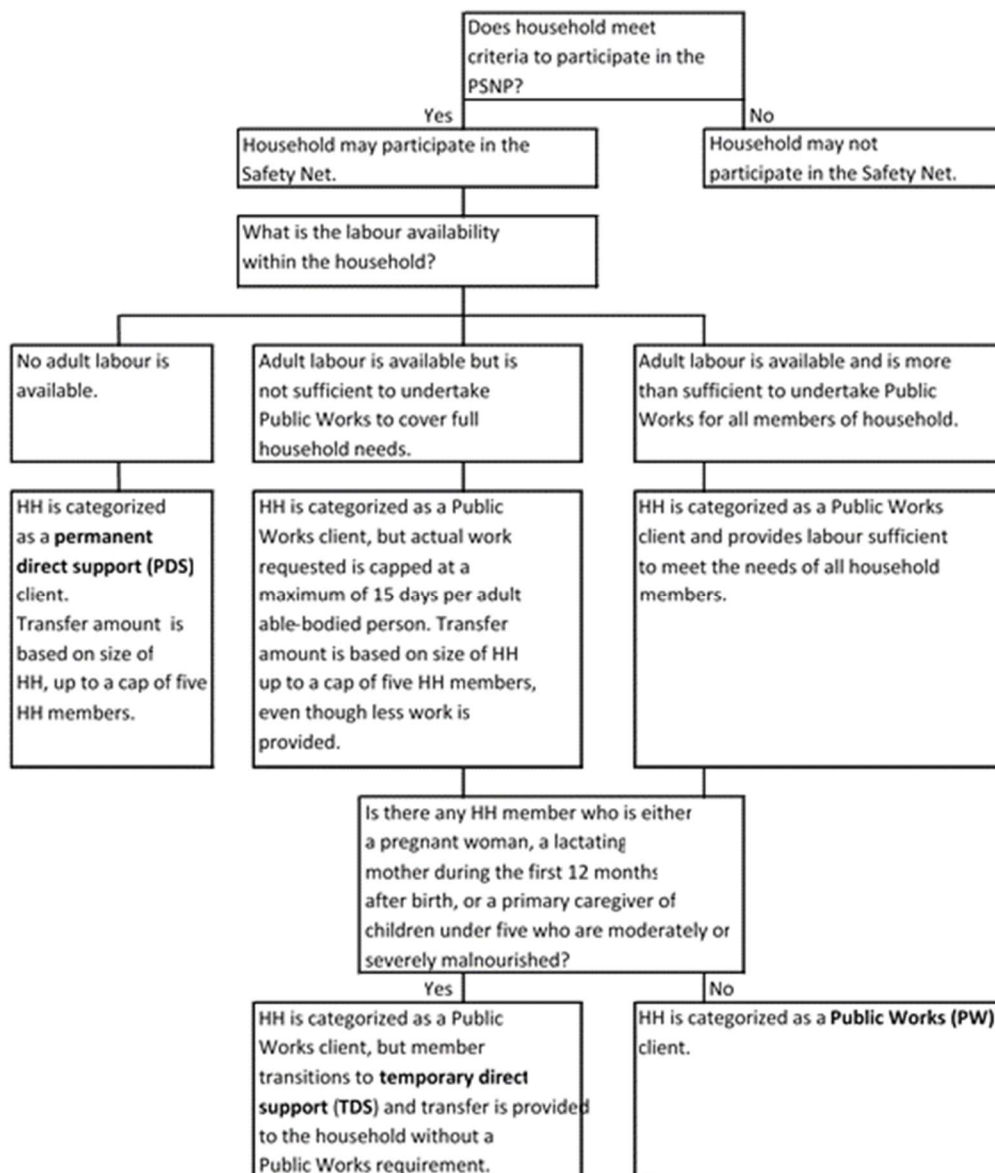 Does household meet
criteria to participate in the
PSNP?
Yes
No
Household may participate in the
Safety Net.
Household may not
participate in the Safety Net.
What is the labour availability
within the household?
No adult labour is
available.
Adult labour is available but is
not sufficient to undertake
Public Works to cover full
household needs.
Adult labour is available and is more
than sufficient to undertake Public
Works for all members of household.
HH is categorized
as a permanent
direct support (PDS)
client.
Transfer amount is
based on size of
HH, up to a cap of five
HH members.
HH is categorized as a Public
Works client, but actual work
requested is capped at a
maximum of 15 days per adult
able-bodied person. Transfer
amount is based on size of HH
up to a cap of five HH members,
even though less work is
provided.
HH is categorized as a Public Works
client and provides labour sufficient
to meet the needs of all household
members.
Is there any HH member who is either
a pregnant woman, a lactating
mother during the first 12 months
after birth, or a primary caregiver of
children under five who are moderately or
severely malnourished?
Yes
No
HH is categorized as a Public
Works client, but member
transitions to temporary direct
support (TDS) and transfer is provided
to the household without a
Public Works requirement.
HH is categorized as a Public Works (PW)
client.